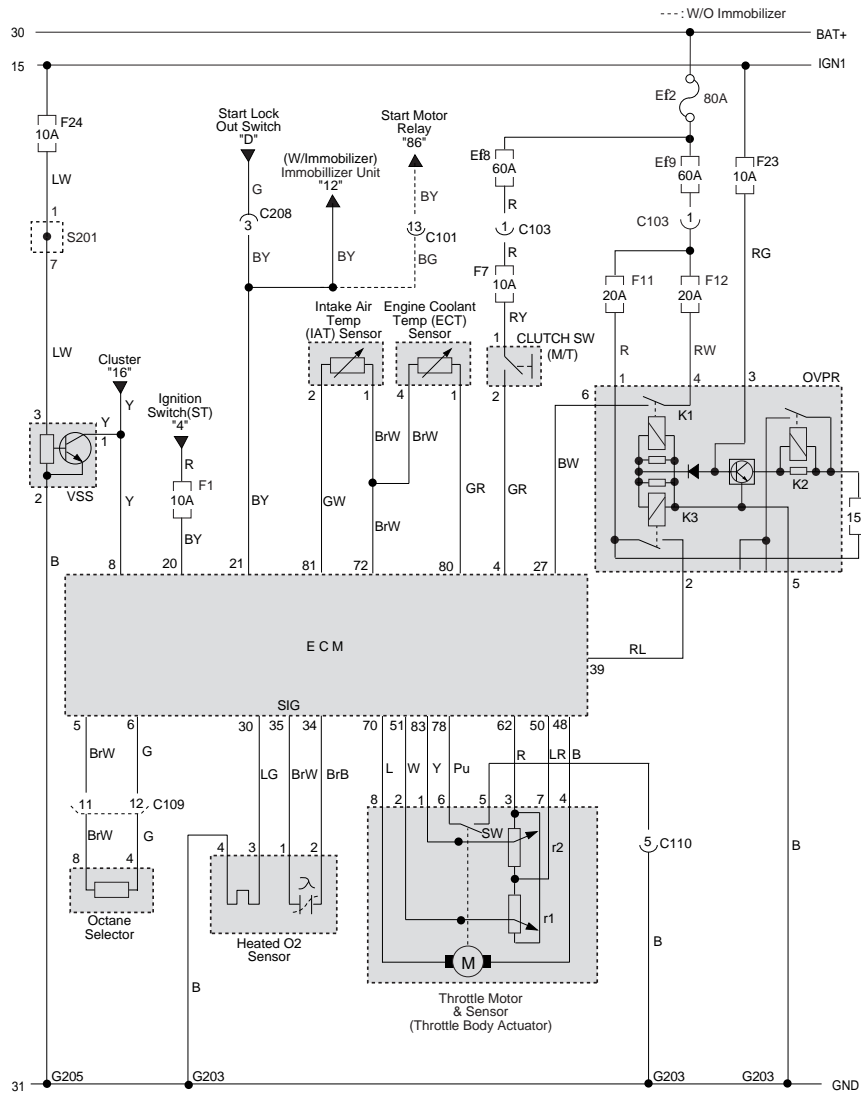 ---: W/O Immobilizer
30
BAT+
15
IGN1
F24
10A
LW
1
S201
7
LW
Start Lock
Out Switch
"D"
G
C208
3
BY
(W/Immobilizer)
Immobillizer Unit
"12"
BY
Start Motor
Relay
"86"
BY
13
C101
BG
Ef2
80A
Ef8
60A
R
1
C103
R
F7
10A
RY
Ef9
60A
C103
1
F11
20A
F12
20A
F23
10A
RG
R
RW
Intake Air
Temp
(IAT) Sensor
2
1
Engine Coolant
Temp (ECT)
Sensor
4
1
1
CLUTCH SW
(M/T)
2
6
1
4
3
OVPR
K1
K2
K3
15
2
5
Cluster
"16"
Y
Y
1
Y
3
VSS
2
B
Ignition
Switch(ST)
"4"
R
F1
10A
BY
BY
GW
BrW
BrW
BrW
GR
GR
BW
8
20
21
81
72
80
4
27
ECM
SIG
RL
39
5
6
30
35
34
70
51
83
78
62
50
48
BrW
G
11
12
C109
BrW
G
8
4
Octane
Selector
LG
BrW
BrB
4
3
1
2
λ
Heated O2
Sensor
B
L
W
Y
Pu
R
LR
B
8
2
1
6
5
3
7
4
SW
r2
r1
M
Throttle Motor
& Sensor
(Throttle Body Actuator)
5
C110
B
B
31
G205
G203
G203
G203
GND